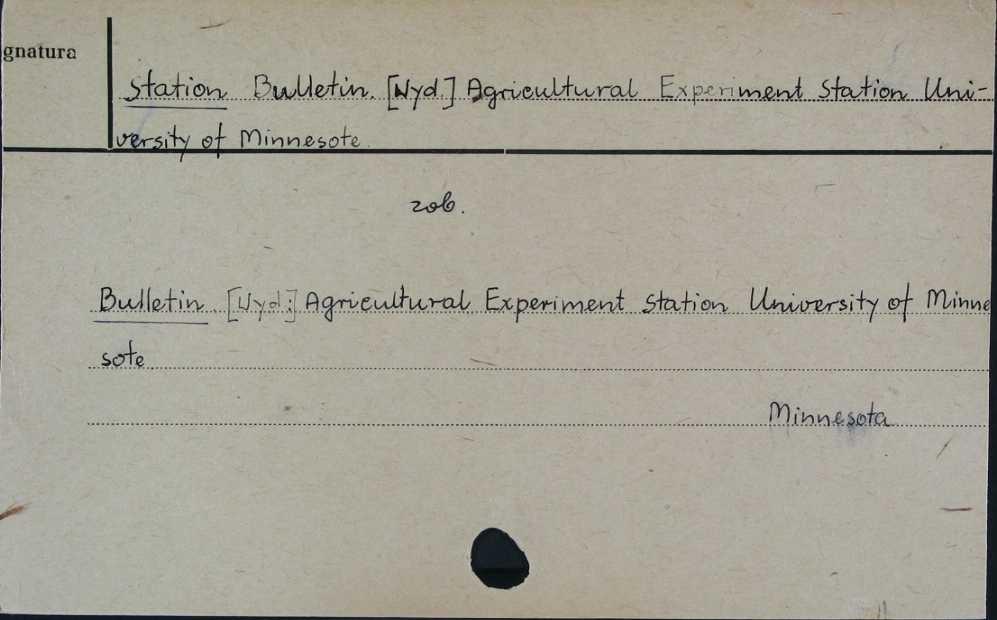 gnatura
Station Bulletin. [Wyd.] Agricultural Experiment Station Uni-
versity of Minnesote.
zob.
Bulletin [Wyd:] Agricultural Experiment Station University of Minne
sote
Minnesota